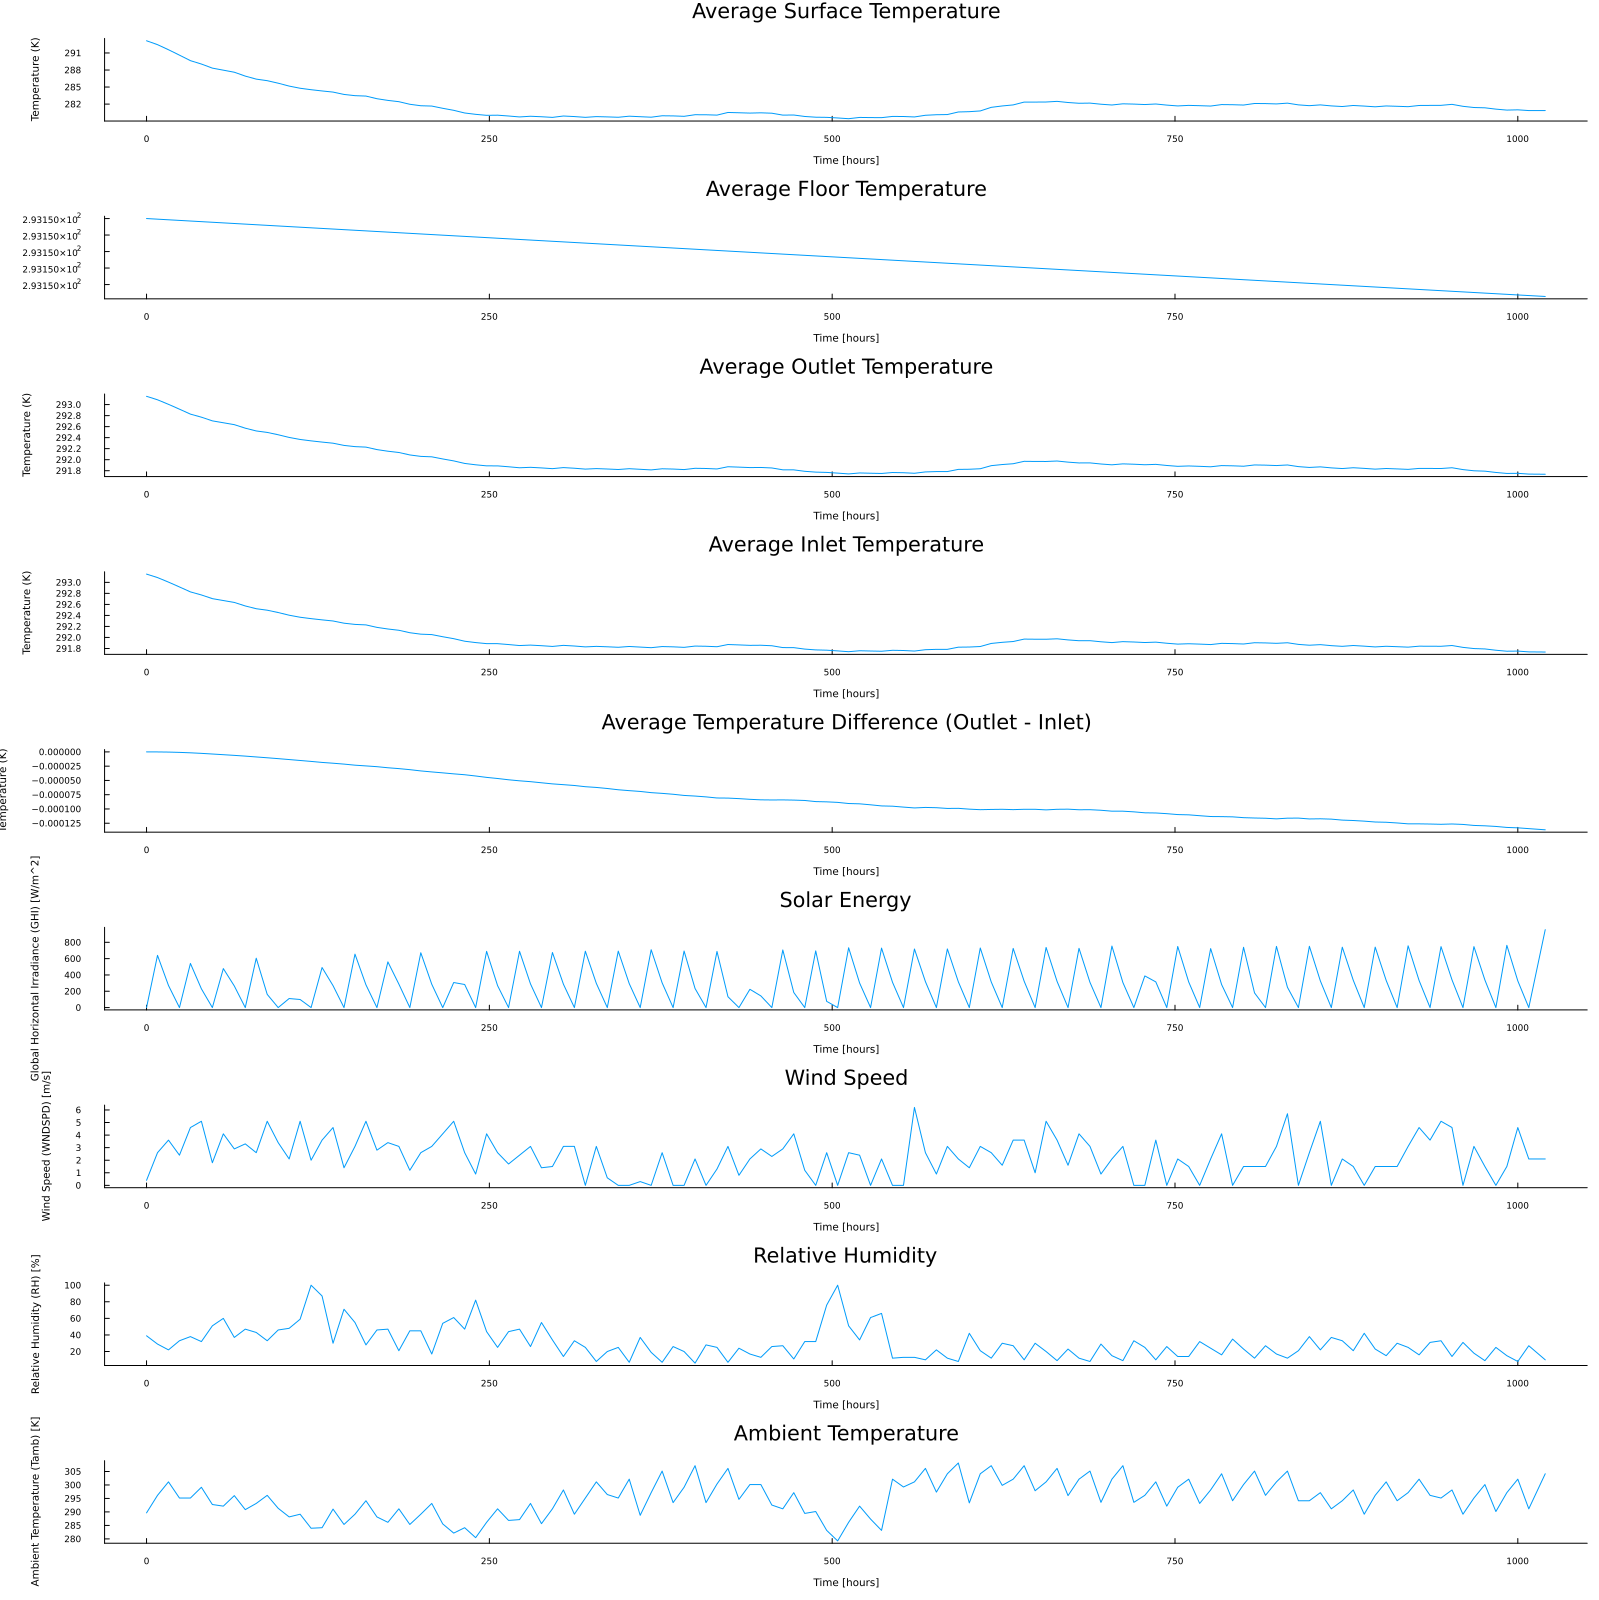 Average Surface Temperature
Temperature (K)
291
288
285
282
0 250 500 750 1000
Time [hours]
Average Floor Temperature
2.93150×10²
2.93150×10²
2.93150×10²
2.93150×10²
2.93150×10²
0 250 500 750 1000
Time [hours]
Average Outlet Temperature
Temperature (K)
293.0
292.8
292.6
292.4
292.2
292.0
291.8
0 250 500 750 1000
Time [hours]
Average Inlet Temperature
Temperature (K)
293.0
292.8
292.6
292.4
292.2
292.0
291.8
0 250 500 750 1000
Time [hours]
Average Temperature Difference (Outlet - Inlet)
Temperature (K)
0.000000
−0.000025
−0.000050
−0.000075
−0.000100
−0.000125
0 250 500 750 1000
Time [hours]
Solar Energy
Global Horizontal Irradiance (GHI) [W/m^2]
800
600
400
200
0
0 250 500 750 1000
Time [hours]
Wind Speed
Wind Speed (WNDSPD) [m/s]
6
5
4
3
2
1
0
0 250 500 750 1000
Time [hours]
Relative Humidity
Relative Humidity (RH) [%]
100
80
60
40
20
0 250 500 750 1000
Time [hours]
Ambient Temperature
Ambient Temperature (Tamb) [K]
305
300
295
290
285
280
0 250 500 750 1000
Time [hours]